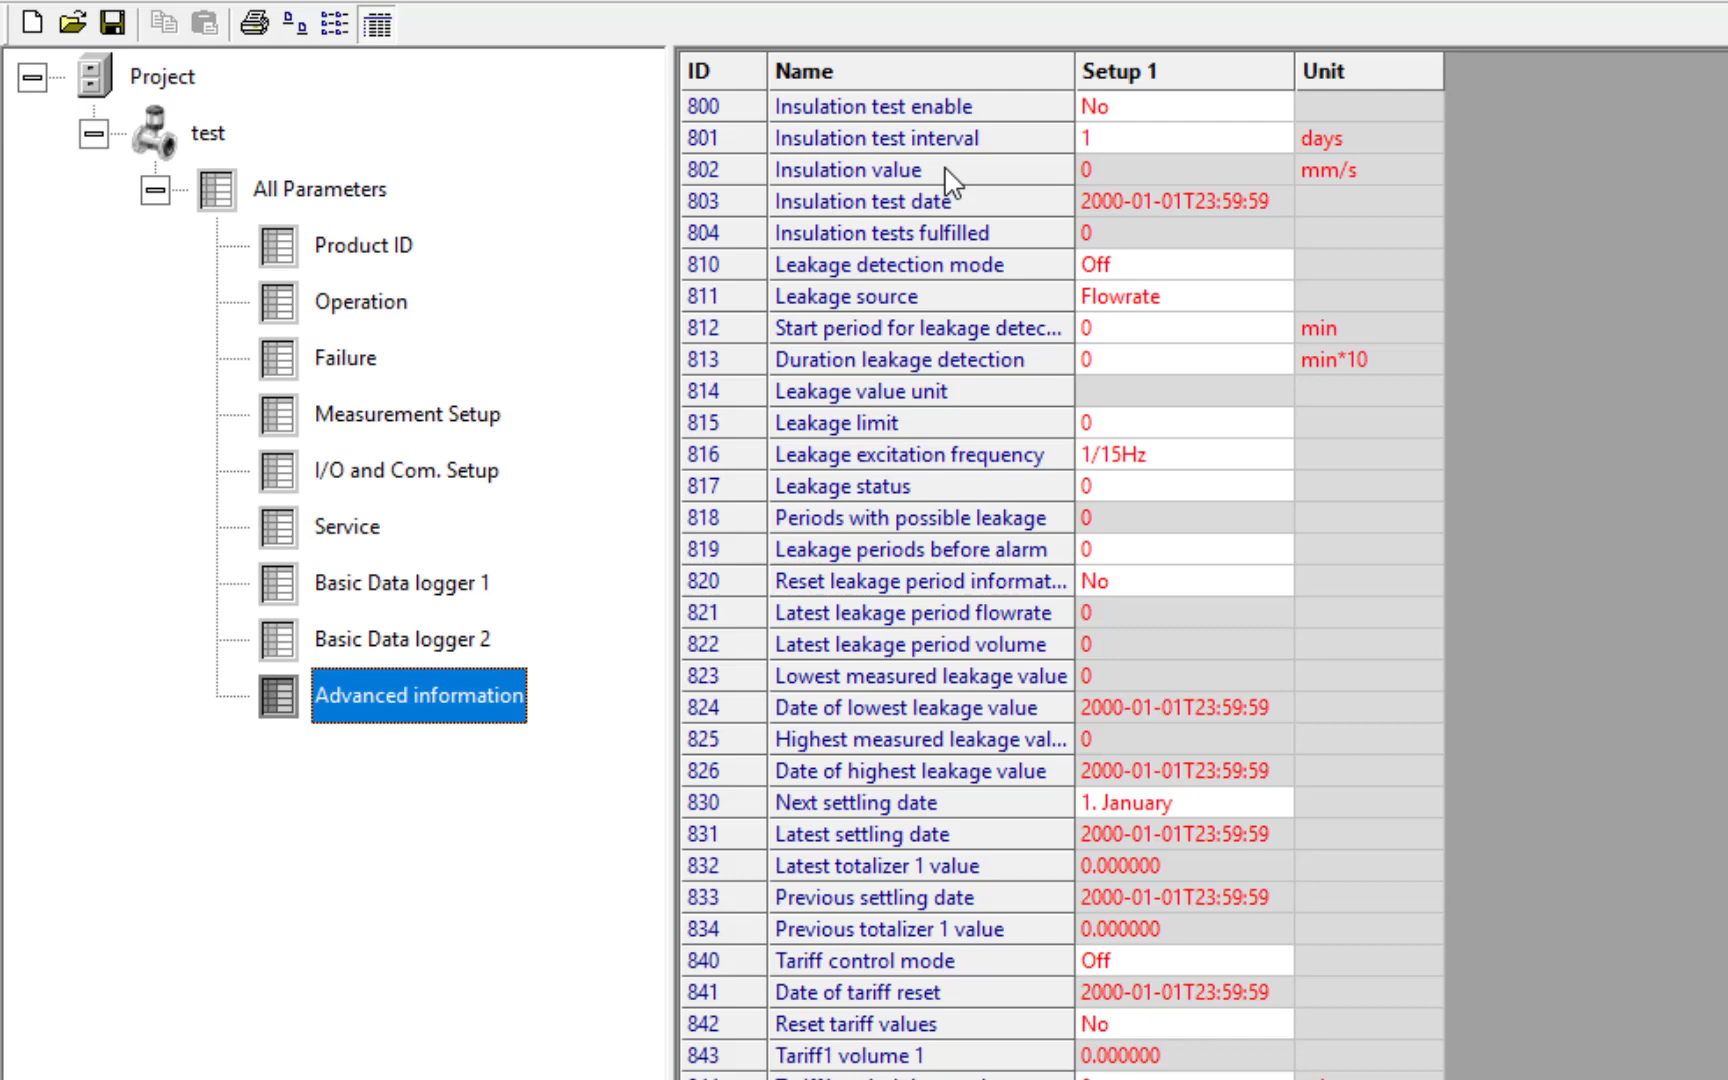 Project
test
All Parameters
Product ID
Operation
Failure
Measurement Setup
I/O and Com. Setup
Service
Basic Data logger 1
Basic Data logger 2
Advanced information
ID Name Setup 1 Unit
800 Insulation test enable No
801 Insulation test interval 1 days
802 Insulation value 0 mm/s
803 Insulation test date 2000-01-01T23:59:59
804 Insulation tests fulfilled 0
810 Leakage detection mode Off
811 Leakage source Flowrate
812 Start period for leakage detec... 0 min
813 Duration leakage detection 0 min*10
814 Leakage value unit
815 Leakage limit 0
816 Leakage excitation frequency 1/15Hz
817 Leakage status 0
818 Periods with possible leakage 0
819 Leakage periods before alarm 0
820 Reset leakage period informat... No
821 Latest leakage period flowrate 0
822 Latest leakage period volume 0
823 Lowest measured leakage value 0
824 Date of lowest leakage value 2000-01-01T23:59:59
825 Highest measured leakage val... 0
826 Date of highest leakage value 2000-01-01T23:59:59
830 Next settling date 1. January
831 Latest settling date 2000-01-01T23:59:59
832 Latest totalizer 1 value 0.000000
833 Previous settling date 2000-01-01T23:59:59
834 Previous totalizer 1 value 0.000000
840 Tariff control mode Off
841 Date of tariff reset 2000-01-01T23:59:59
842 Reset tariff values No
843 Tariff1 volume 1 0.000000